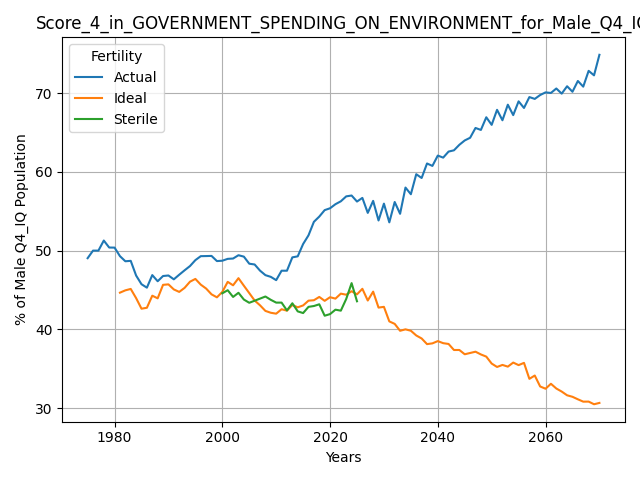 Score_4_in_GOVERNMENT_SPENDING_ON_ENVIRONMENT_for_Male_Q4_IQ
Fertility
Actual
Ideal
Sterile
% of Male Q4_IQ Population
70
60
50
40
30
1980 2000 2020 2040 2060
Years